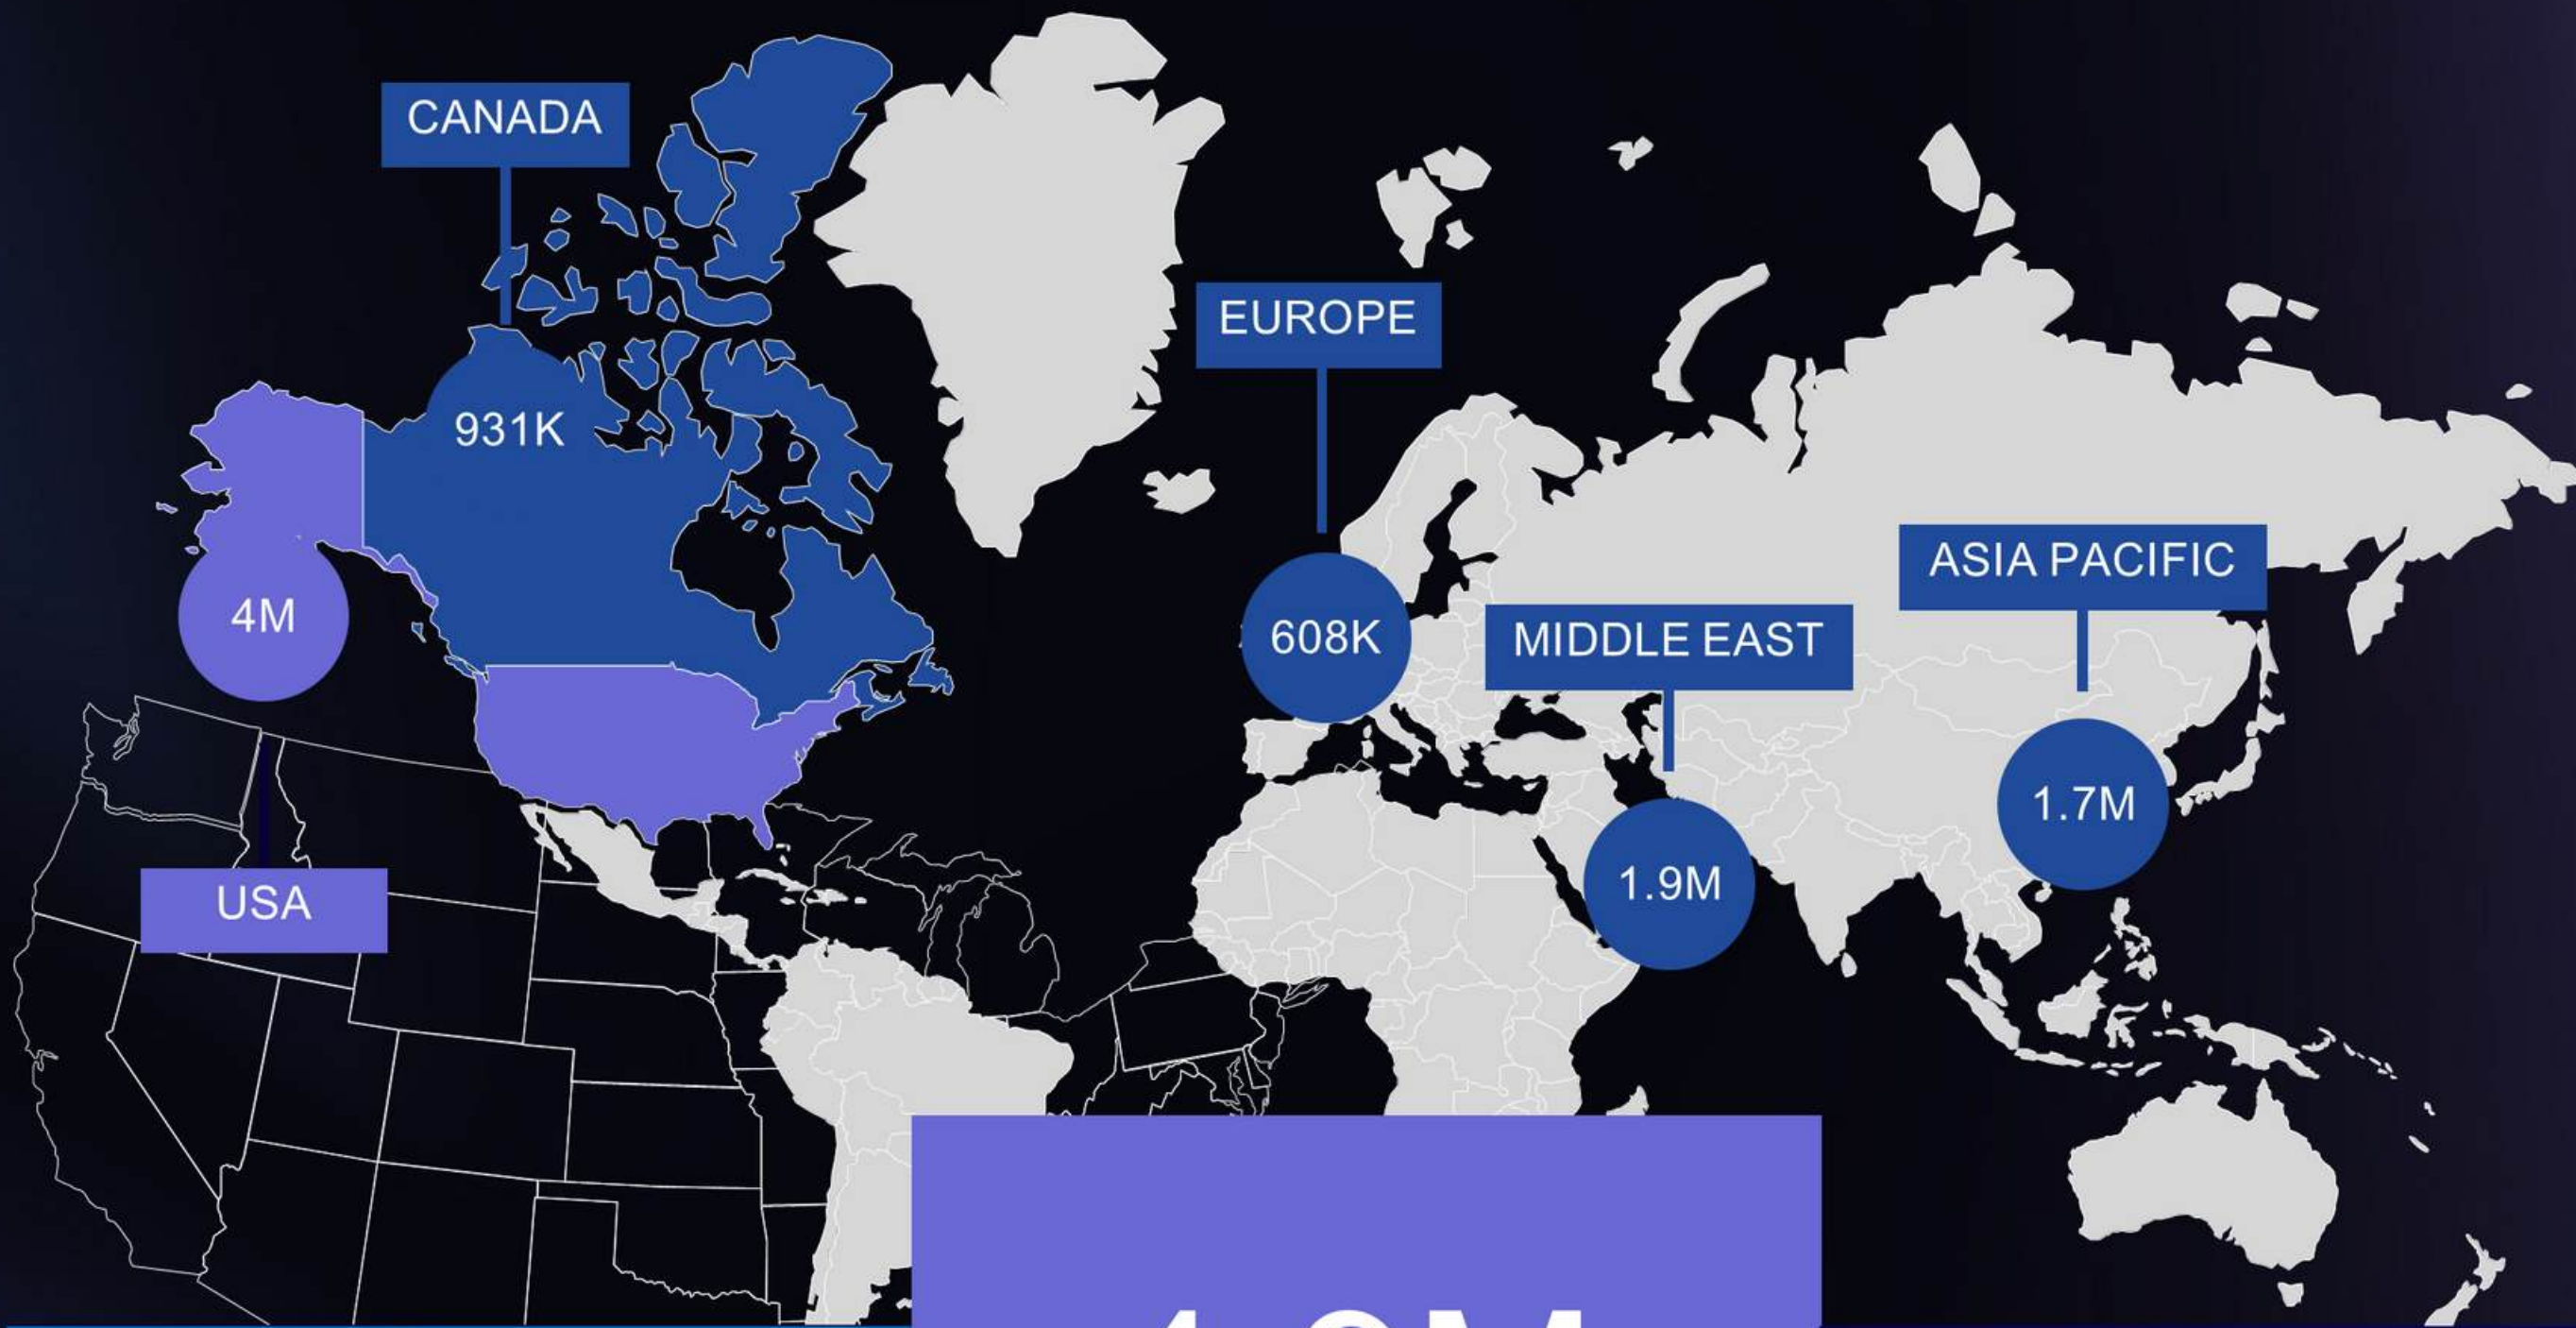 CANADA
931K
EUROPE
608K
ASIA PACIFIC
1.7M
MIDDLE EAST
1.9M
4M
USA